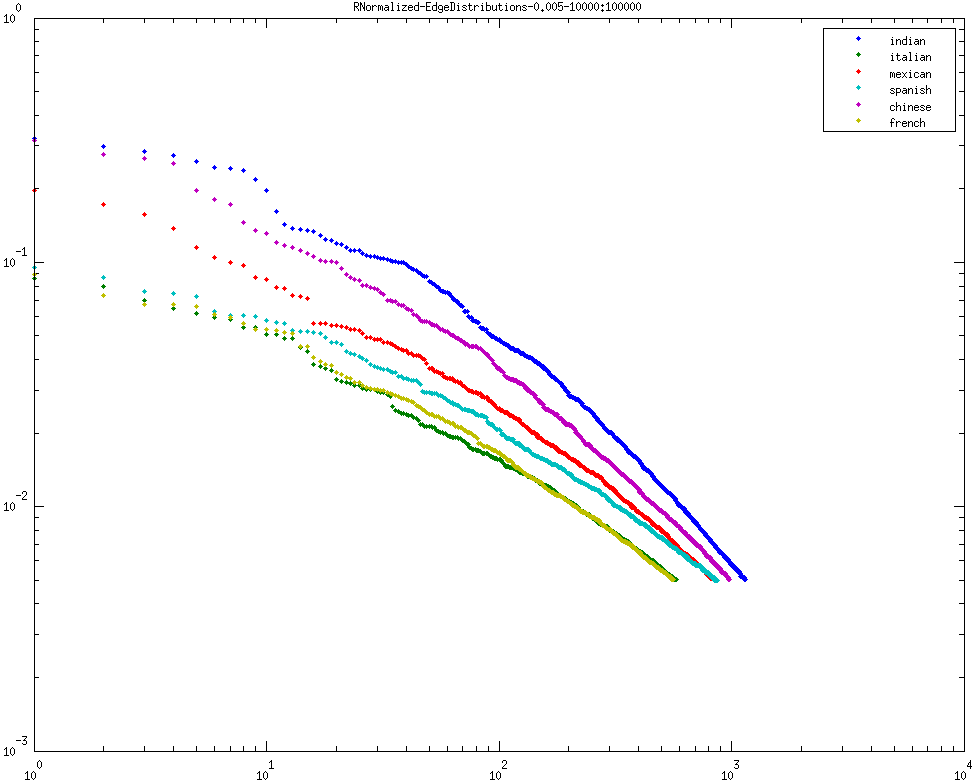 RNormalized-EdgeDistributions-0.005-10000:100000
10^0
indian
italian
mexican
spanish
chinese
french
10^-1
10^-2
10^-3
10^0 10^1 10^2 10^3 10^4